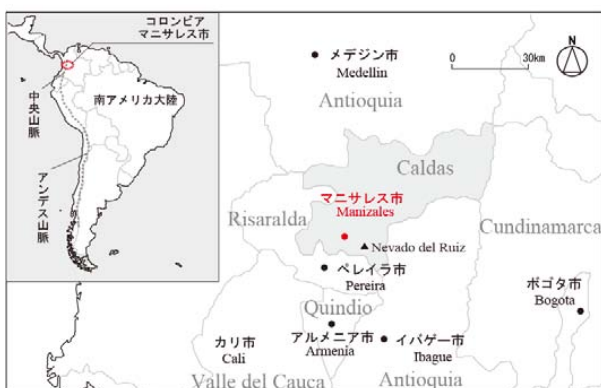 コロンビア
マニサレス市
南アメリカ大陸
中央山脈
アンデス山脈
メデジン市
Medellin
0 30km
N
Antioquia
Caldas
マニサレス市
Manizales
Risaralda
Cundinamarca
Nevado del Ruiz
ペレイラ市
Pereira
ボゴタ市
Bogota
Quindio
アルメニア市
Armenia
イバゲー市
Ibague
カリ市
Cali
Valle del Cauca
Antioquia